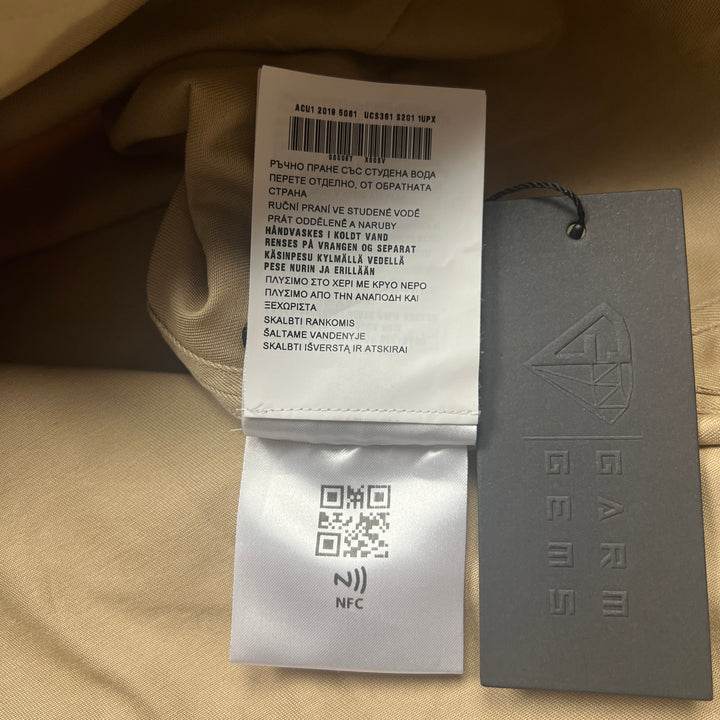 ACU1 2019 5081 UCS361 S201 1UPX
000067 X008V
РЪЧНО ПРАНЕ СЪС СТУДЕНА ВОДА
ПЕРЕТЕ ОТДЕЛНО, ОТ ОБРАТНАТА
СТРАНА
RUČNÍ PRANÍ VE STUDENÉ VODĚ
PRÁT ODDĚLENĚ A NARUBY
HÅNDVASKES I KOLDT VAND
RENSES PÅ VRANGEN OG SEPARAT
KÄSINPESU KYLMÄLLÄ VEDELLÄ
PESE NURIN JA ERILLÄÄN
ΠΛΥΣΙΜΟ ΣΤΟ ΧΕΡΙ ΜΕ ΚΡΥΟ ΝΕΡΟ
ΠΛΥΣΙΜΟ ΑΠΟ ΤΗΝ ΑΝΑΠΟΔΗ ΚΑΙ
ΞΕΧΩΡΙΣΤΑ
SKALBTI RANKOMIS
ŠALTAME VANDENYJE
SKALBTI IŠVERSTĄ IR ATSKIRAI
NFC
GARM
GEMS